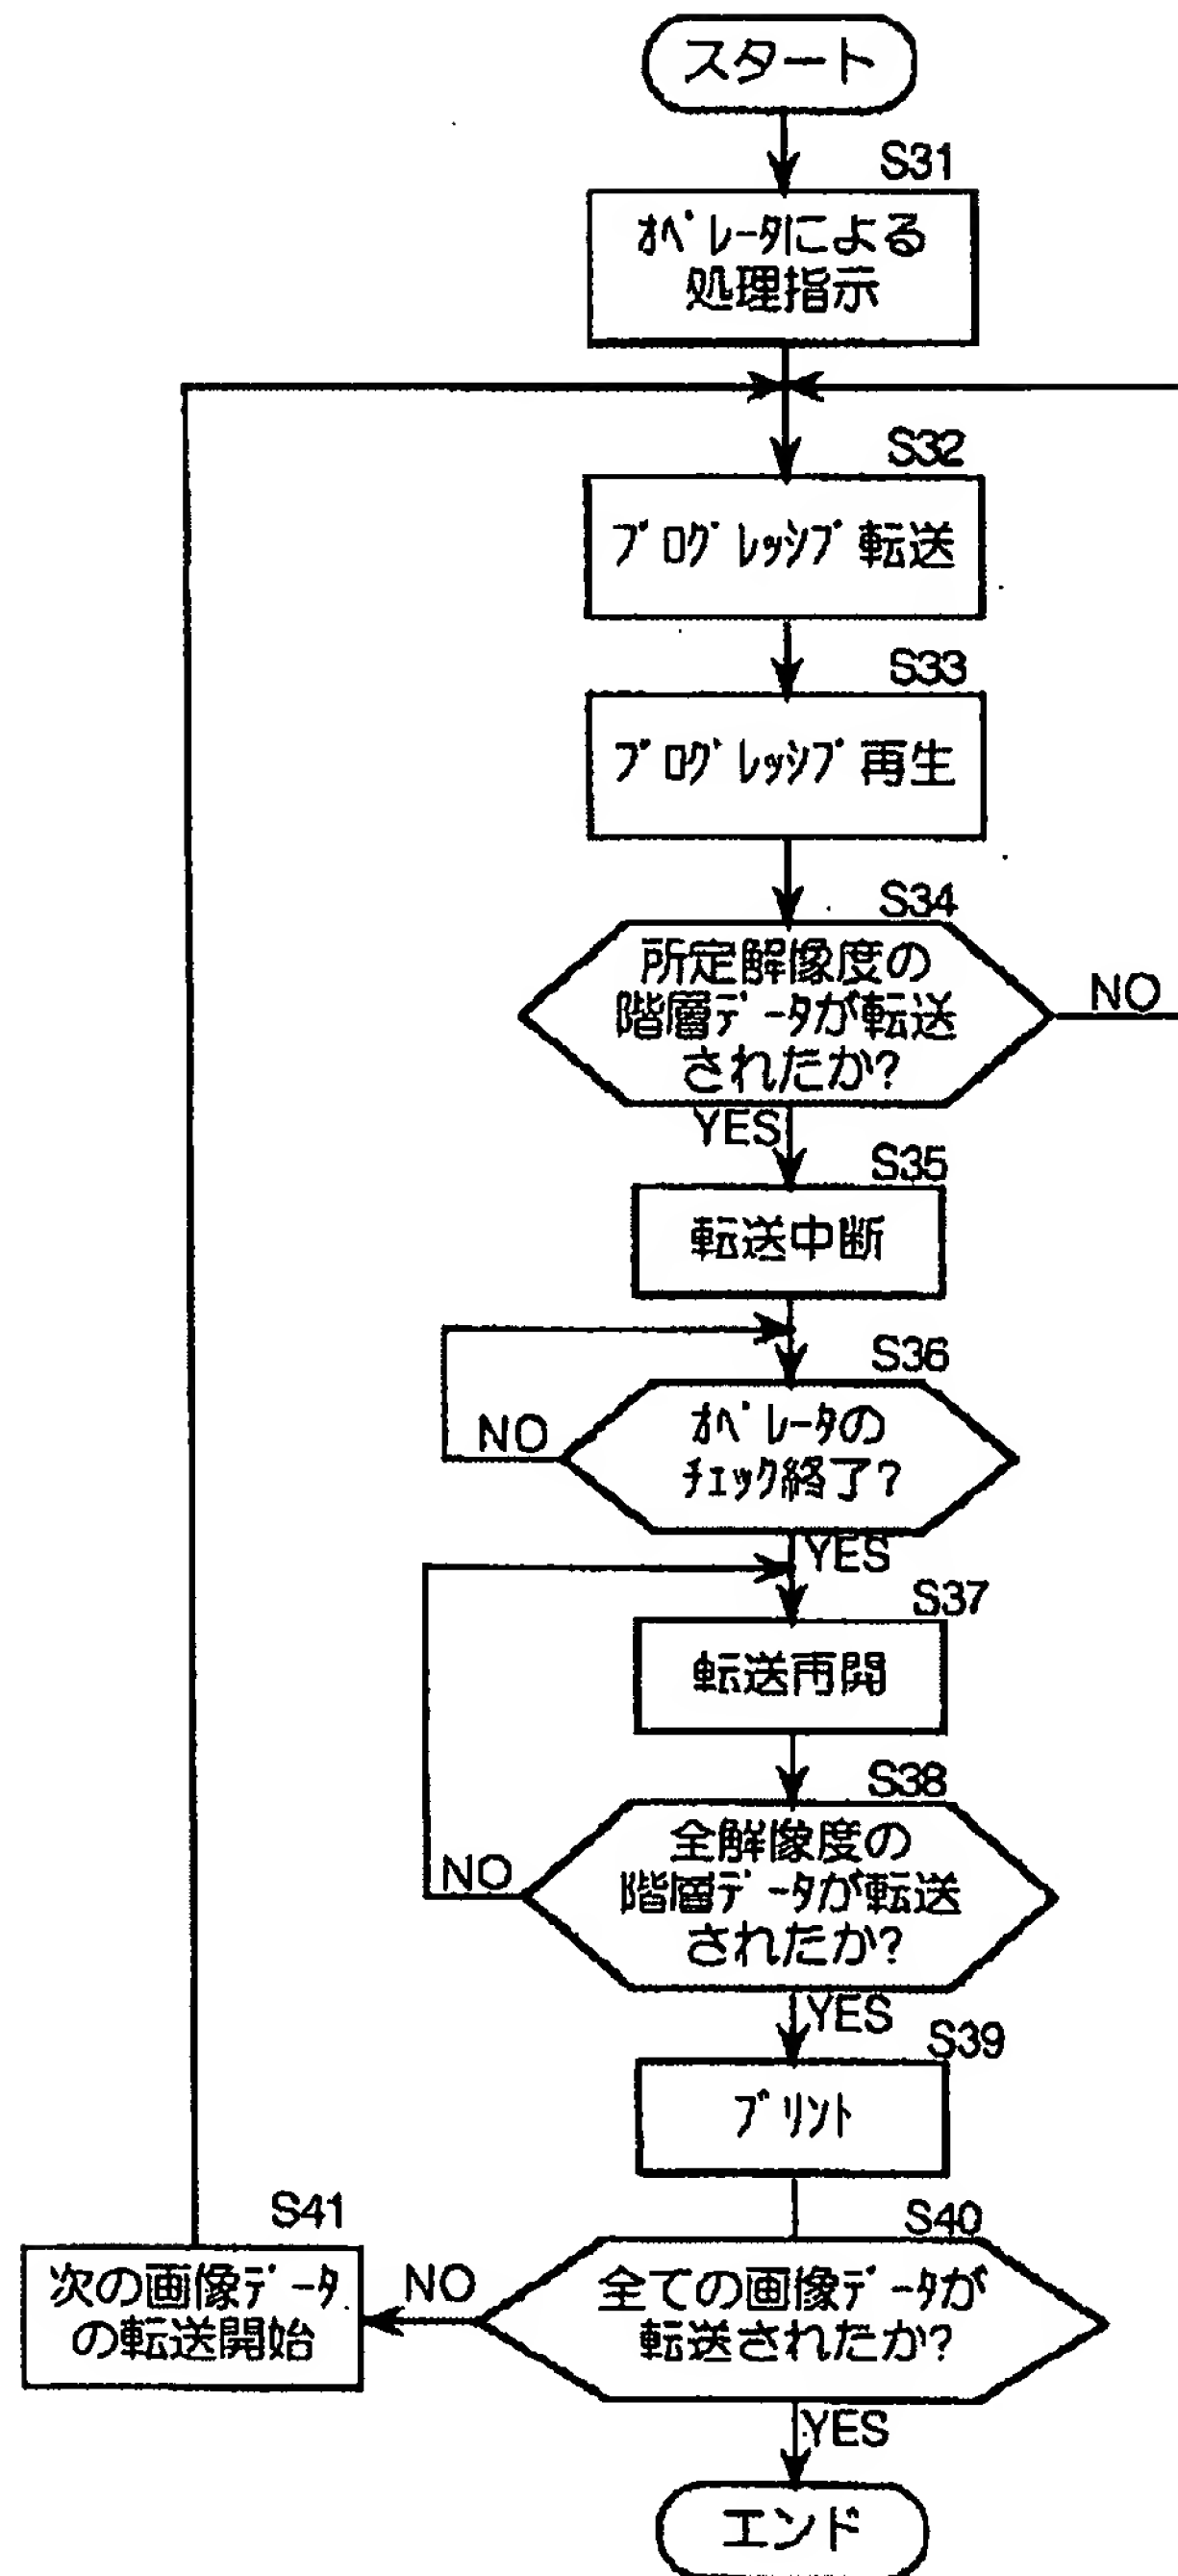 スタート
S31
ｵﾍﾟﾚｰﾀによる
処理指示
S32
ﾌﾟﾛｸﾞﾚｯｼﾌﾞ転送
S33
ﾌﾟﾛｸﾞﾚｯｼﾌﾞ再生
S34
所定解像度の
階層ﾃﾞｰﾀが転送
されたか?
NO
YES
S35
転送中断
S36
ｵﾍﾟﾚｰﾀの
ﾁｪｯｸ終了?
NO
YES
S37
転送再開
S38
全解像度の
階層ﾃﾞｰﾀが転送
されたか?
NO
YES
S39
ﾌﾟﾘﾝﾄ
S40
全ての画像ﾃﾞｰﾀが
転送されたか?
NO
S41
次の画像ﾃﾞｰﾀ
の転送開始
YES
エンド